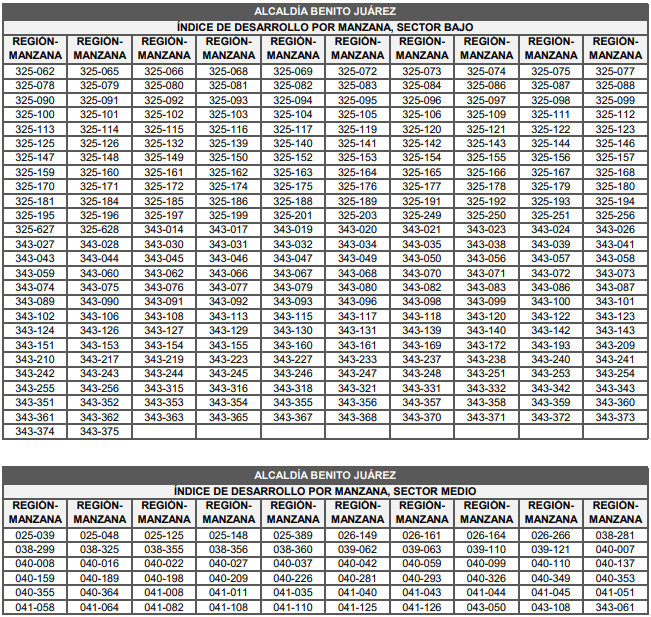 ALCALDÍA BENITO JUÁREZ
ÍNDICE DE DESARROLLO POR MANZANA, SECTOR BAJO
REGIÓN- REGIÓN- REGIÓN- REGIÓN- REGIÓN- REGIÓN- REGIÓN- REGIÓN- REGIÓN- REGIÓN-
MANZANA MANZANA MANZANA MANZANA MANZANA MANZANA MANZANA MANZANA MANZANA MANZANA
325-062 325-065 325-066 325-068 325-069 325-072 325-073 325-074 325-075 325-077
325-078 325-079 325-080 325-081 325-082 325-083 325-084 325-086 325-087 325-088
325-090 325-091 325-092 325-093 325-094 325-095 325-096 325-097 325-098 325-099
325-100 325-101 325-102 325-103 325-104 325-105 325-106 325-109 325-111 325-112
325-113 325-114 325-115 325-116 325-117 325-119 325-120 325-121 325-122 325-123
325-125 325-126 325-132 325-139 325-140 325-141 325-142 325-143 325-144 325-146
325-147 325-148 325-149 325-150 325-152 325-153 325-154 325-155 325-156 325-157
325-159 325-160 325-161 325-162 325-163 325-164 325-165 325-166 325-167 325-168
325-170 325-171 325-172 325-174 325-175 325-176 325-177 325-178 325-179 325-180
325-181 325-184 325-185 325-186 325-188 325-189 325-191 325-192 325-193 325-194
325-195 325-196 325-197 325-199 325-201 325-203 325-249 325-250 325-251 325-256
325-627 325-628 343-014 343-017 343-019 343-020 343-021 343-023 343-024 343-026
343-027 343-028 343-030 343-031 343-032 343-034 343-035 343-038 343-039 343-041
343-043 343-044 343-045 343-046 343-047 343-049 343-050 343-056 343-057 343-058
343-059 343-060 343-062 343-066 343-067 343-068 343-070 343-071 343-072 343-073
343-074 343-075 343-076 343-077 343-079 343-080 343-082 343-083 343-086 343-087
343-089 343-090 343-091 343-092 343-093 343-096 343-098 343-099 343-100 343-101
343-102 343-106 343-108 343-113 343-115 343-117 343-118 343-120 343-122 343-123
343-124 343-126 343-127 343-129 343-130 343-131 343-139 343-140 343-142 343-143
343-151 343-153 343-154 343-155 343-160 343-161 343-169 343-172 343-193 343-209
343-210 343-217 343-219 343-223 343-227 343-233 343-237 343-238 343-240 343-241
343-242 343-243 343-244 343-245 343-246 343-247 343-248 343-251 343-253 343-254
343-255 343-256 343-315 343-316 343-318 343-321 343-331 343-332 343-342 343-343
343-351 343-352 343-353 343-354 343-355 343-356 343-357 343-358 343-359 343-360
343-361 343-362 343-363 343-365 343-367 343-368 343-370 343-371 343-372 343-373
343-374 343-375
ALCALDÍA BENITO JUÁREZ
ÍNDICE DE DESARROLLO POR MANZANA, SECTOR MEDIO
REGIÓN- REGIÓN- REGIÓN- REGIÓN- REGIÓN- REGIÓN- REGIÓN- REGIÓN- REGIÓN- REGIÓN-
MANZANA MANZANA MANZANA MANZANA MANZANA MANZANA MANZANA MANZANA MANZANA MANZANA
025-039 025-048 025-125 025-148 025-389 026-149 026-161 026-164 026-266 038-281
038-299 038-325 038-355 038-356 038-360 039-062 039-063 039-110 039-121 040-007
040-008 040-016 040-022 040-027 040-037 040-042 040-059 040-099 040-110 040-137
040-159 040-189 040-198 040-209 040-226 040-281 040-293 040-326 040-349 040-353
040-355 040-364 041-008 041-011 041-035 041-040 041-043 041-044 041-045 041-051
041-058 041-064 041-082 041-108 041-110 041-125 041-126 043-050 043-108 343-061